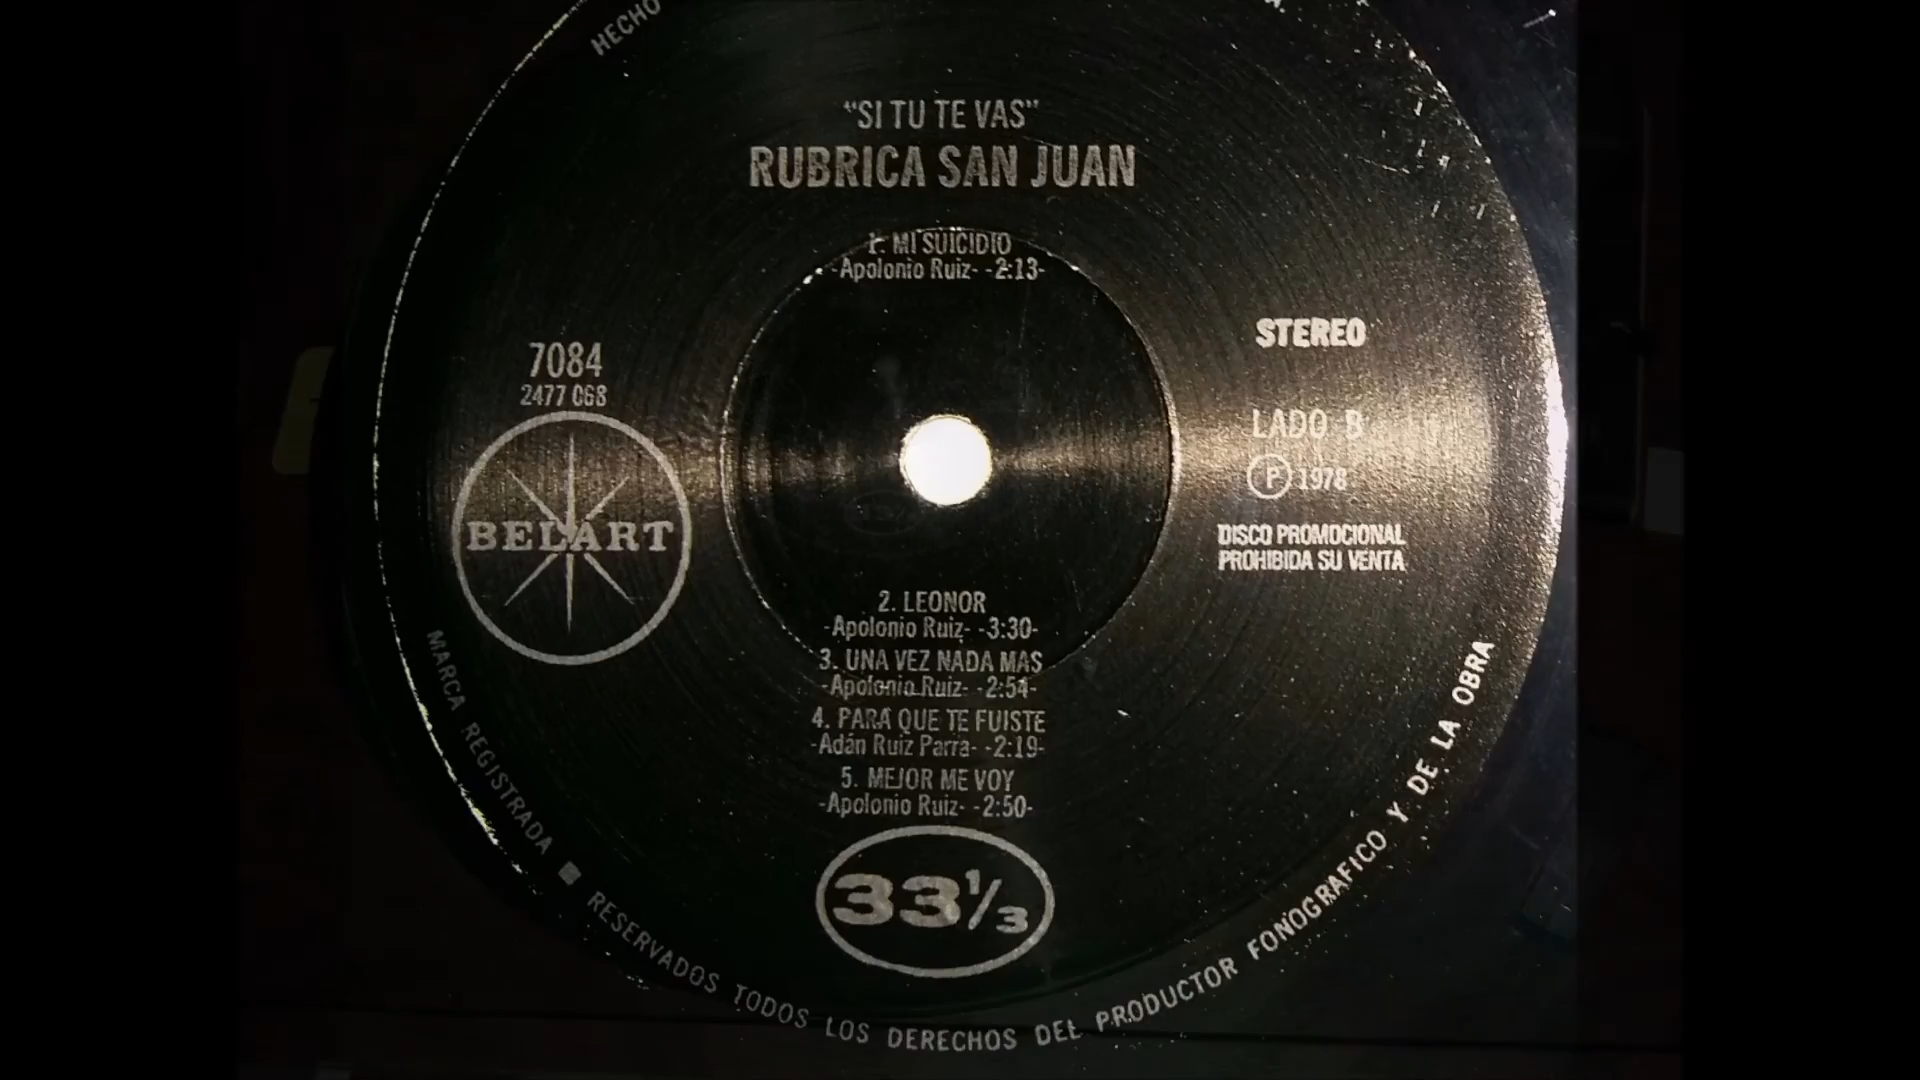 HECHO
"SI TU TE VAS"
RUBRICA SAN JUAN
1. MI SUICIDIO
-Apolonio Ruiz- -2:13-
7084
2477 068
BELART
STEREO
LADO B
Ⓟ 1978
DISCO PROMOCIONAL
PROHIBIDA SU VENTA
2. LEONOR
-Apolonio Ruiz- -3:30-
3. UNA VEZ NADA MAS
-Apolonio Ruiz- -2:54-
4. PARA QUE TE FUISTE
-Adán Ruiz Parra- -2:19-
5. MEJOR ME VOY
-Apolonio Ruiz- -2:50-
33 1/3
MARCA REGISTRADA ■ RESERVADOS TODOS LOS DERECHOS DEL PRODUCTOR FONOGRAFICO Y DE LA OBRA